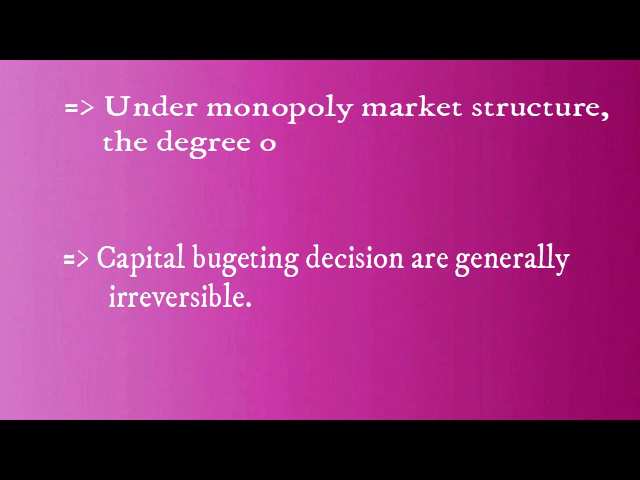 => Under monopoly market structure,
the degree o
=> Capital bugeting decision are generally
irreversible.